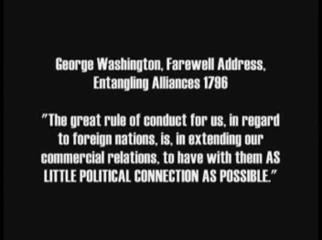 George Washington, Farewell Address,
Entangling Alliances 1796
"The great rule of conduct for us, in regard
to foreign nations, is, in extending our
commercial relations, to have with them AS
LITTLE POLITICAL CONNECTION AS POSSIBLE."